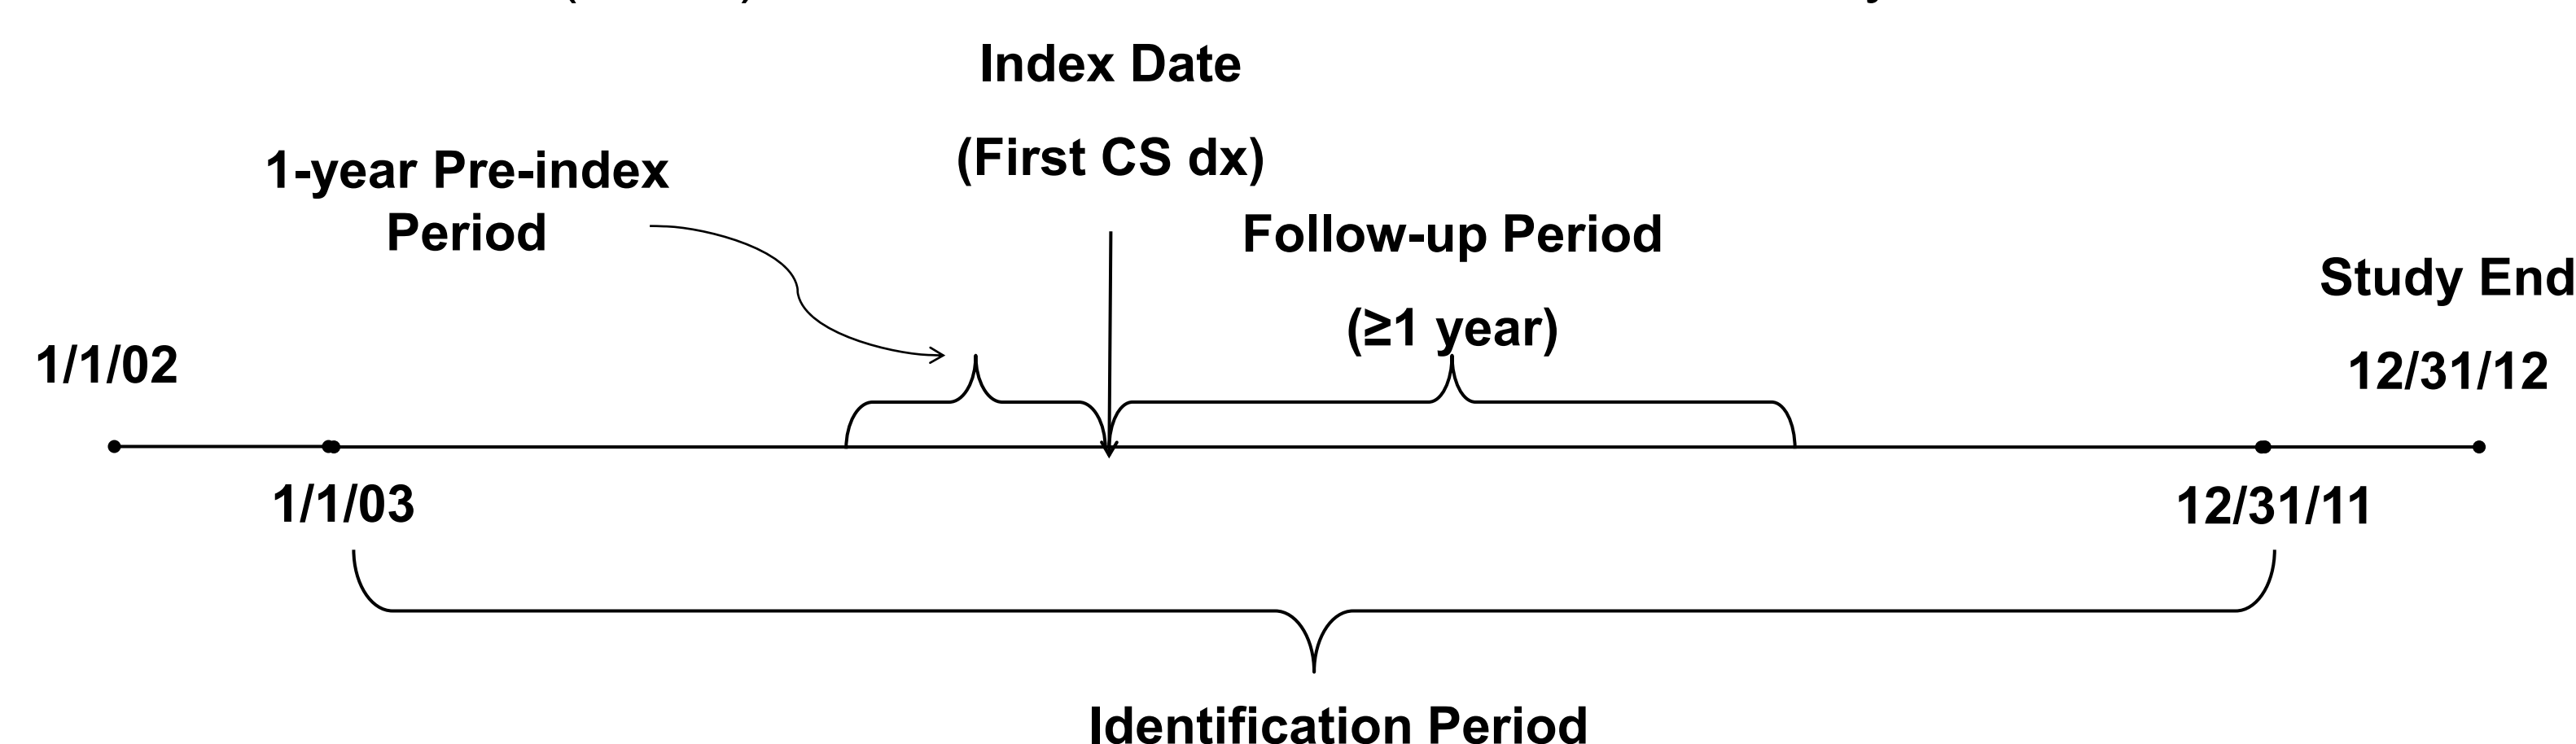 Index Date
(First CS dx)
1-year Pre-index
Period
Follow-up Period
(≥1 year)
Study End
12/31/12
1/1/02
1/1/03
12/31/11
Identification Period